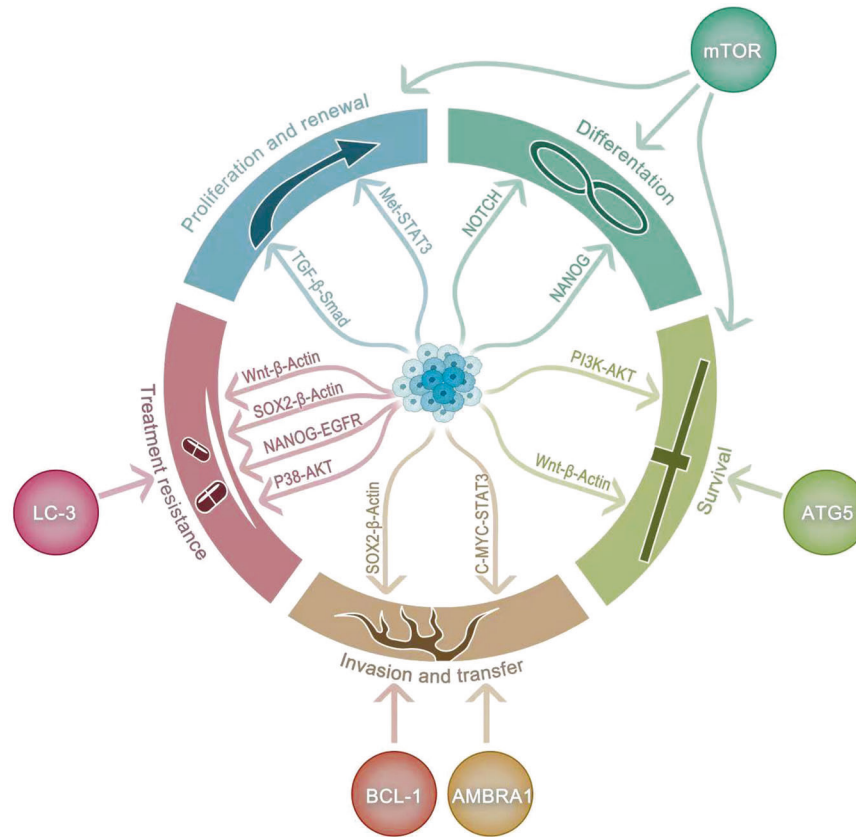 mTOR
Proliferation and renewal
Differentation
Met-STAT3
TGF-β-Smad
NOTCH
NANOG
Wnt-β-Actin
SOX2-β-Actin
NANOG-EGFR
P38-AKT
PI3K-AKT
Wnt-β-Actin
Treatment resistance
Survival
LC-3
ATG5
SOX2-β-Actin
C-MYC-STAT3
Invasion and transfer
BCL-1
AMBRA1